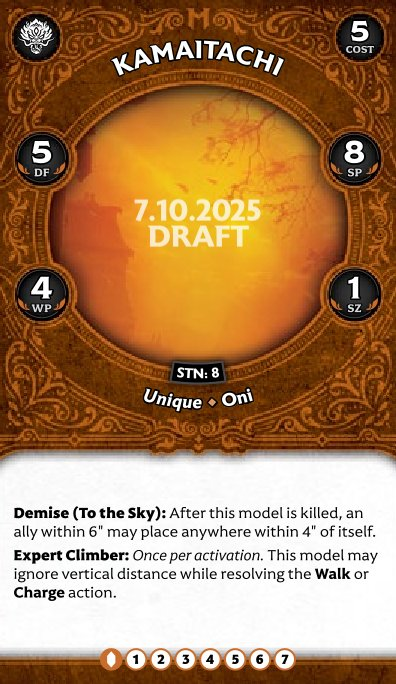 KAMAITACHI
5
COST
5
DF
8
SP
7.10.2025
DRAFT
4
WP
1
SZ
STN: 8
Unique ◆ Oni
Demise (To the Sky): After this model is killed, an
ally within 6" may place anywhere within 4" of itself.
Expert Climber: Once per activation. This model may
ignore vertical distance while resolving the Walk or
Charge action.
1 2 3 4 5 6 7